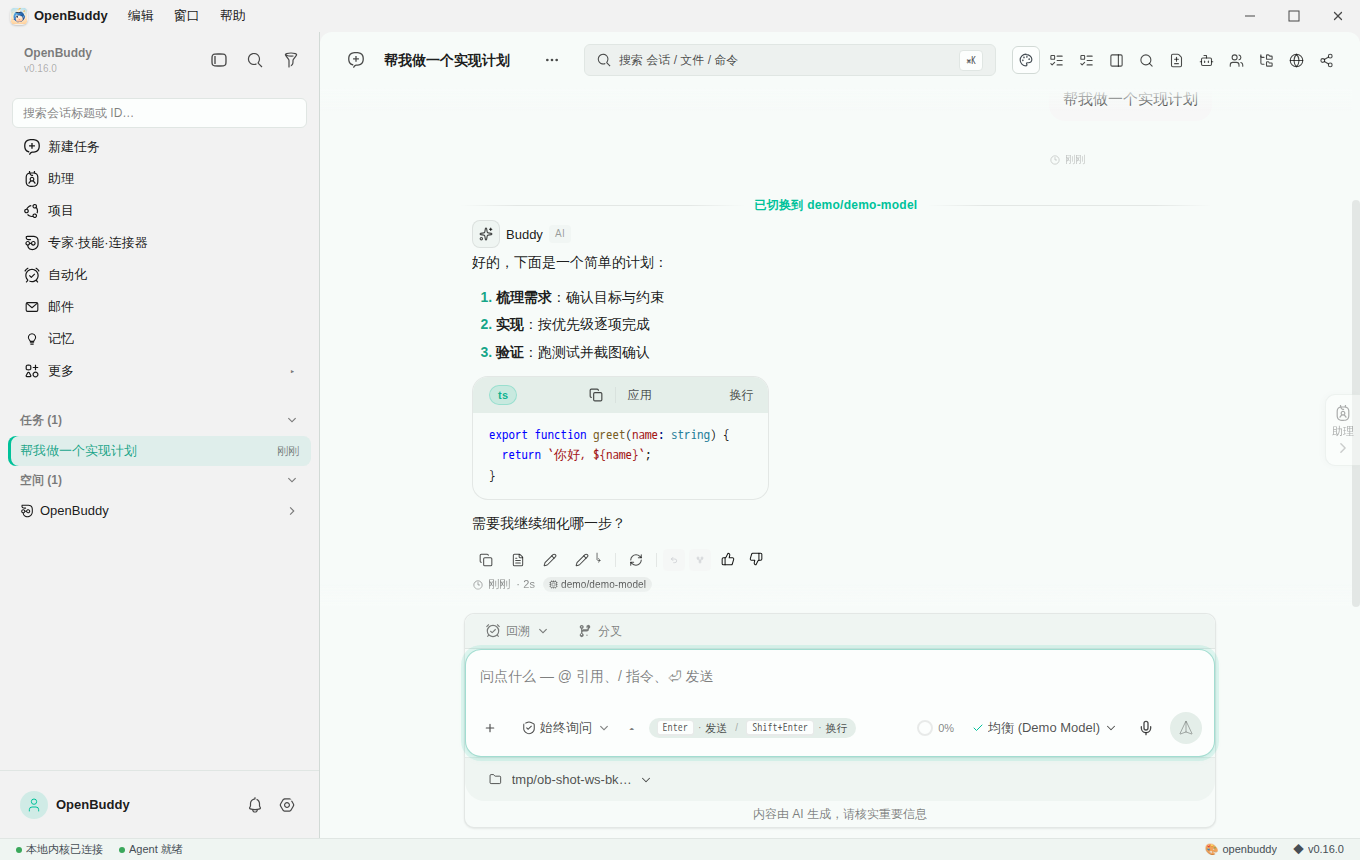 OpenBuddy 编辑 窗口 帮助
OpenBuddy
v0.16.0
搜索会话标题或 ID…
新建任务
助理
项目
专家·技能·连接器
自动化
邮件
记忆
更多
任务 (1)
帮我做一个实现计划 刚刚
空间 (1)
OpenBuddy
OpenBuddy
帮我做一个实现计划
搜索 会话 / 文件 / 命令 ⌘K
帮我做一个实现计划
刚刚
已切换到 demo/demo-model
Buddy AI
好的，下面是一个简单的计划：
1. 梳理需求：确认目标与约束
2. 实现：按优先级逐项完成
3. 验证：跑测试并截图确认
ts 应用 换行
export function greet(name: string) {
return `你好, ${name}`;
}
需要我继续细化哪一步？
刚刚 · 2s demo/demo-model
助理
回溯 分叉
问点什么 — @ 引用、/ 指令、⏎ 发送
始终询问 Enter · 发送 / Shift+Enter · 换行 0% 均衡 (Demo Model)
tmp/ob-shot-ws-bk…
内容由 AI 生成，请核实重要信息
本地内核已连接 Agent 就绪 openbuddy v0.16.0